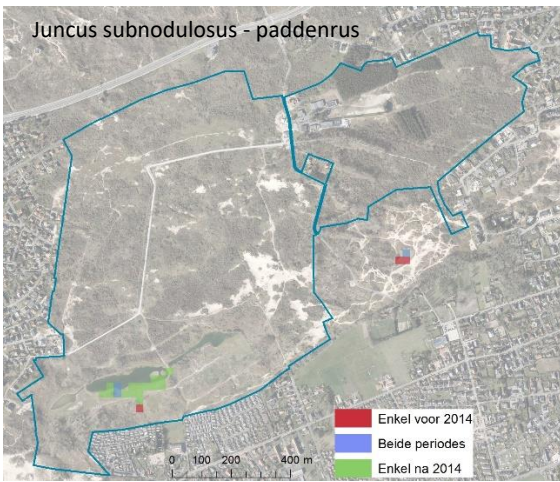 Juncus subnodulosus - paddenrus
Enkel voor 2014
Beide periodes
Enkel na 2014
0 100 200 400 m